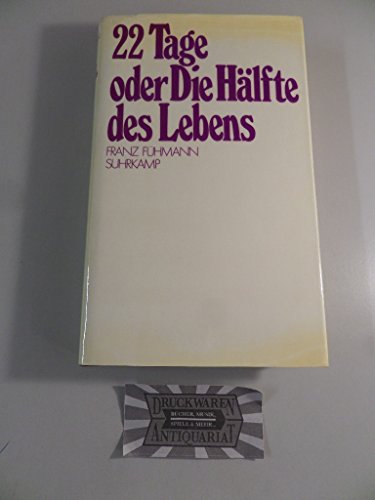 22 Tage
oder Die Hälfte
des Lebens
FRANZ FÜHMANN
SUHRKAMP
DRUCKWAREN
BÜCHER, MUSIK,
SPIELE & MEHR...
ANTIQUARIAT